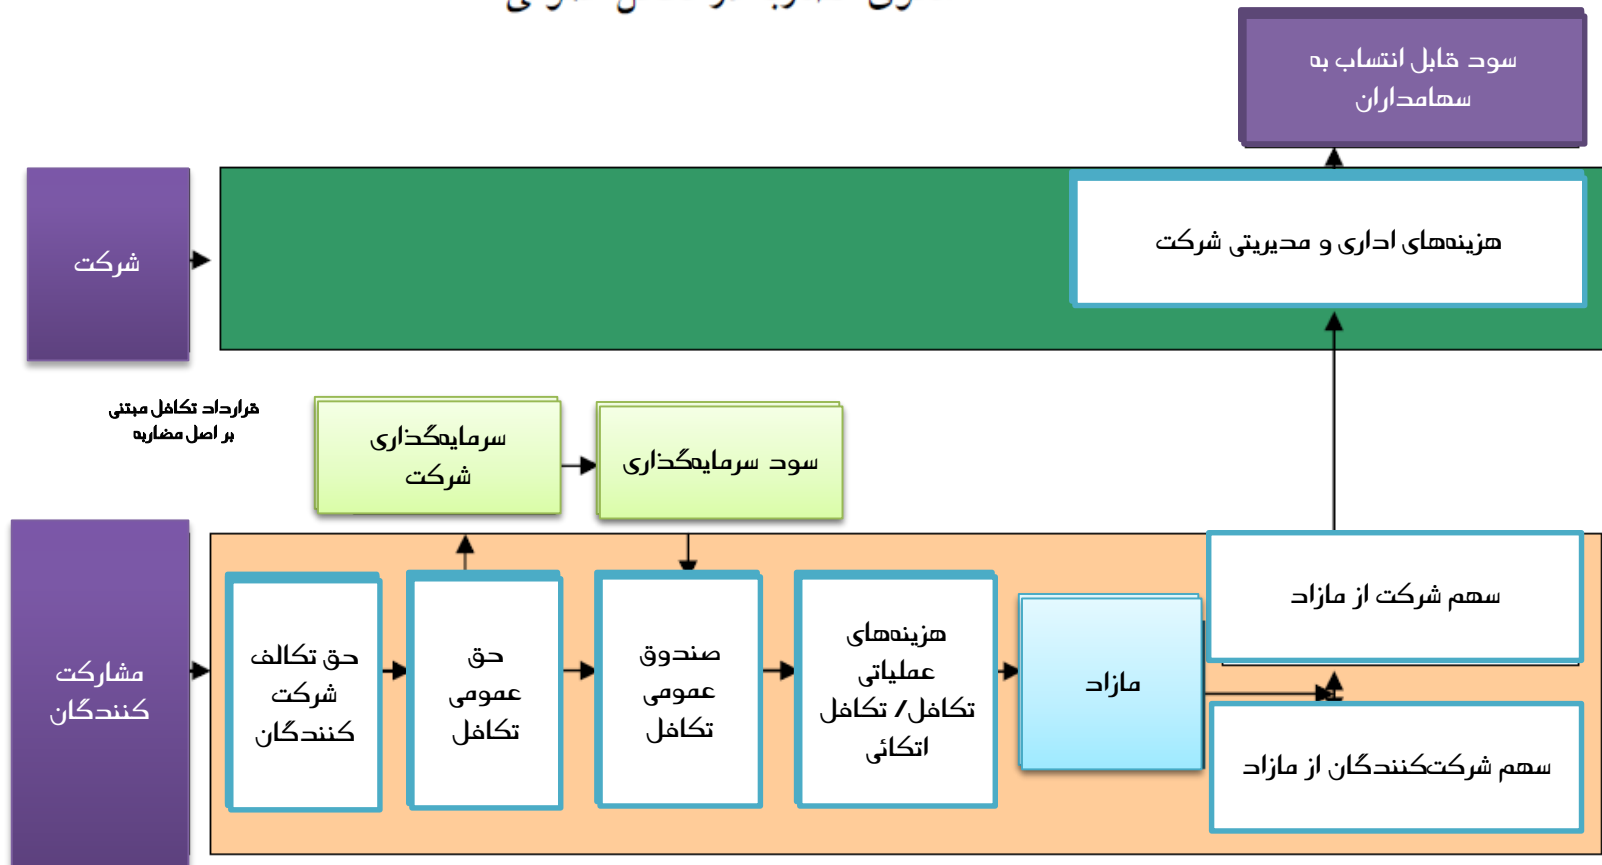 سود قابل انتساب به
سهامداران
هزینه‌های اداری و مدیریتی شرکت
شرکت
قرارداد تکافل مبتنی
بر اصل مضاربه
سرمایه‌گذاری
شرکت
سود سرمایه‌گذاری
مشارکت
کنندگان
حق تکالف
شرکت
کنندگان
حق
عمومی
تکافل
صندوق
عمومی
تکافل
هزینه‌های
عملیاتی
تکافل/ تکافل
اتکائی
مازاد
سهم شرکت از مازاد
سهم شرکت‌کنندگان از مازاد